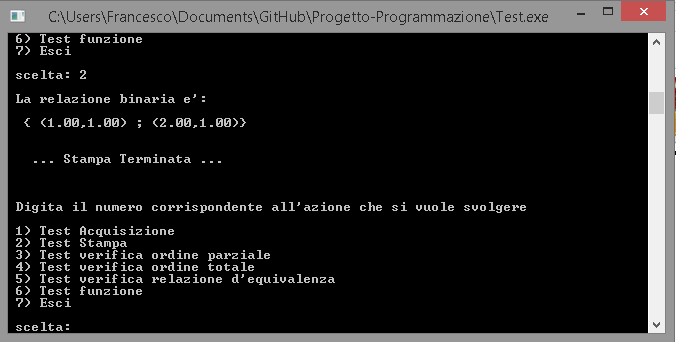 C:\Users\Francesco\Documents\GitHub\Progetto-Programmazione\Test.exe
6) Test funzione
7) Esci
scelta: 2
La relazione binaria e':
{ (1.00,1.00) ; (2.00,1.00)}
... Stampa Terminata ...
Digita il numero corrispondente all'azione che si vuole svolgere
1) Test Acquisizione
2) Test Stampa
3) Test verifica ordine parziale
4) Test verifica ordine totale
5) Test verifica relazione d'equivalenza
6) Test funzione
7) Esci
scelta: